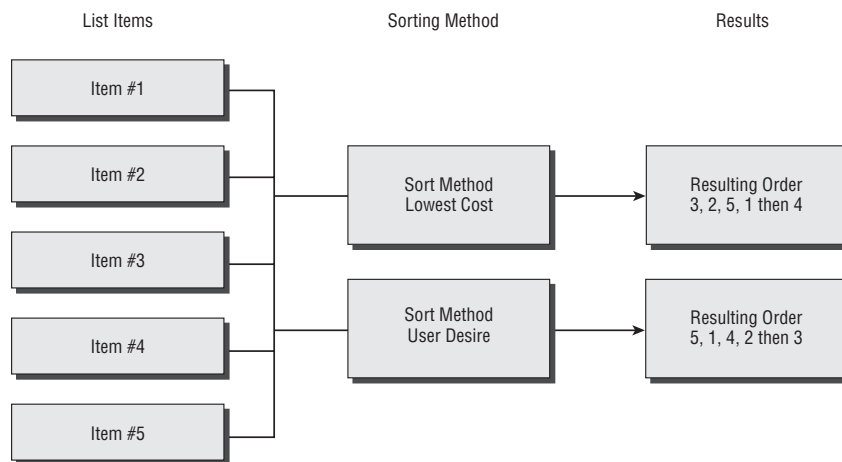 List Items
Sorting Method
Results
Item #1
Item #2
Item #3
Item #4
Item #5
Sort Method
Lowest Cost
Sort Method
User Desire
Resulting Order
3, 2, 5, 1 then 4
Resulting Order
5, 1, 4, 2 then 3